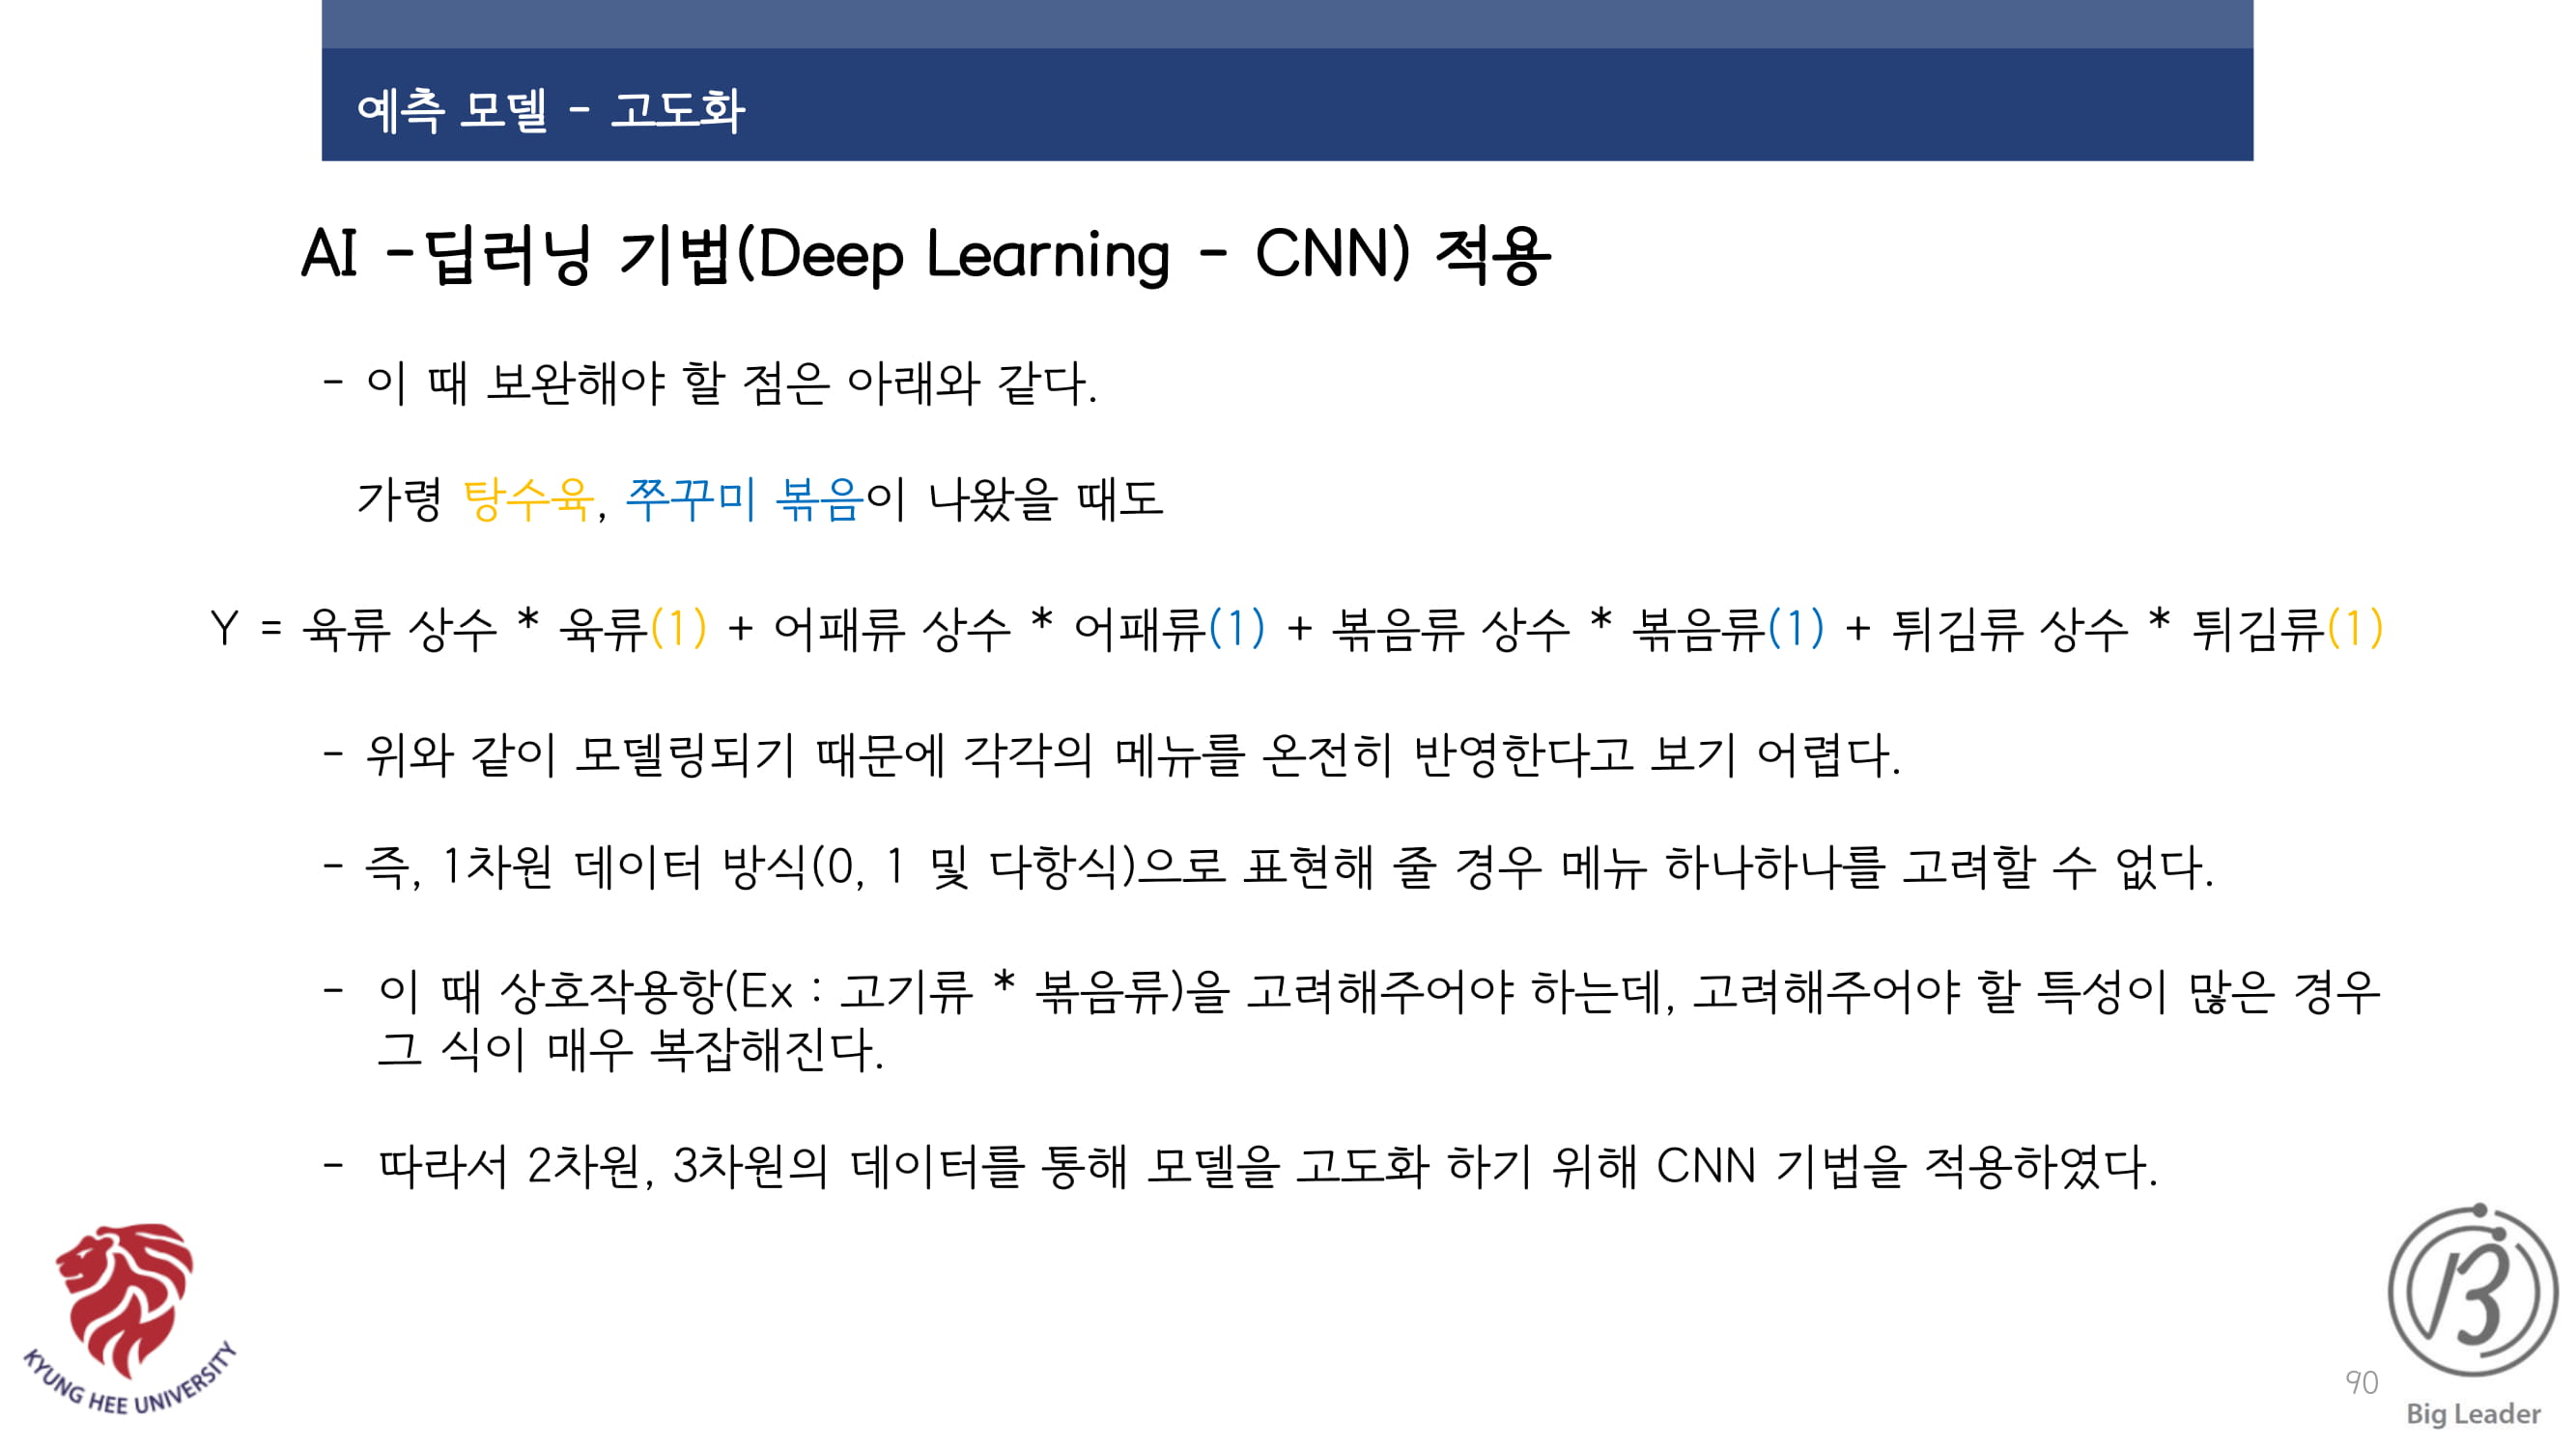 예측 모델 - 고도화
AI -딥러닝 기법(Deep Learning - CNN) 적용
- 이 때 보완해야 할 점은 아래와 같다.
가령 탕수육, 쭈꾸미 볶음이 나왔을 때도
Y = 육류 상수 * 육류(1) + 어패류 상수 * 어패류(1) + 볶음류 상수 * 볶음류(1) + 튀김류 상수 * 튀김류(1)
- 위와 같이 모델링되기 때문에 각각의 메뉴를 온전히 반영한다고 보기 어렵다.
- 즉, 1차원 데이터 방식(0, 1 및 다항식)으로 표현해 줄 경우 메뉴 하나하나를 고려할 수 없다.
- 이 때 상호작용항(Ex : 고기류 * 볶음류)을 고려해주어야 하는데, 고려해주어야 할 특성이 많은 경우
그 식이 매우 복잡해진다.
- 따라서 2차원, 3차원의 데이터를 통해 모델을 고도화 하기 위해 CNN 기법을 적용하였다.
KYUNG HEE UNIVERSITY
90
Big Leader